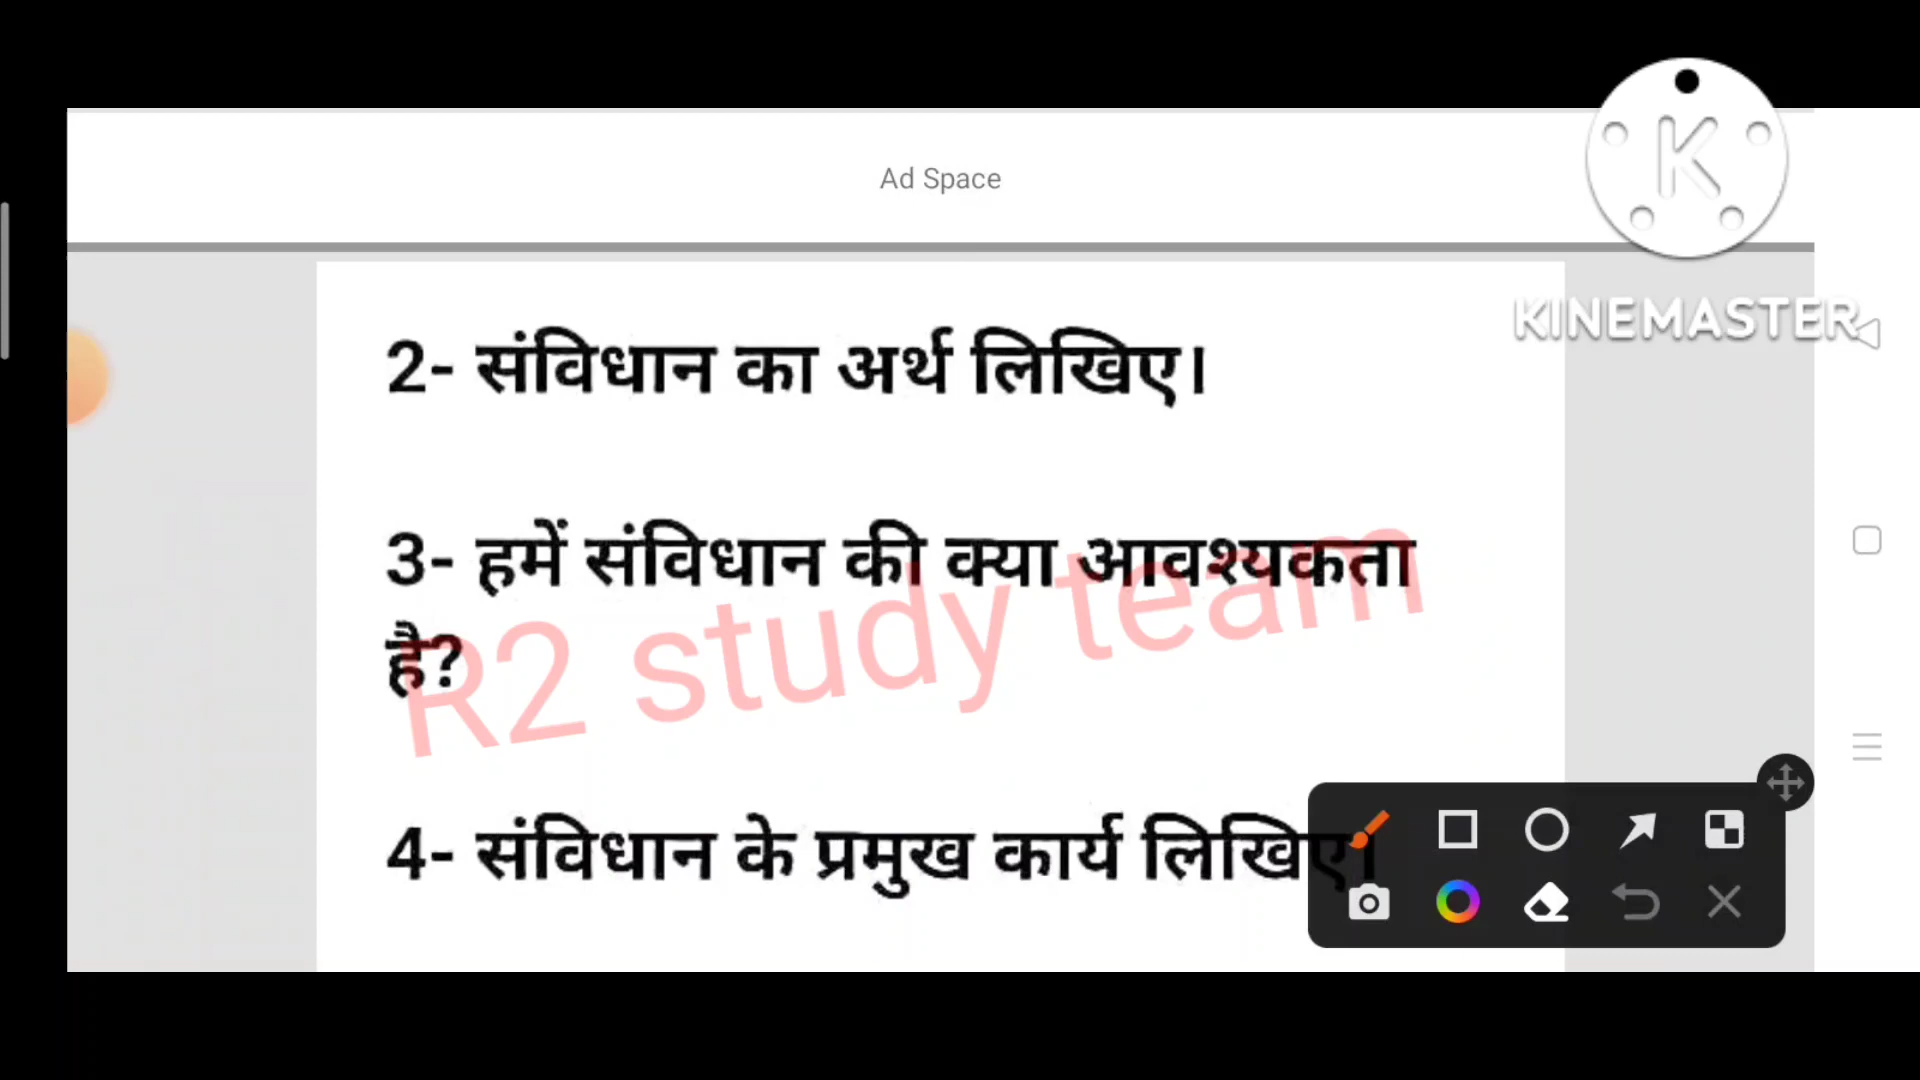 Ad Space
KINEMASTER
2- संविधान का अर्थ लिखिए।
3- हमें संविधान की क्या आवश्यकता
है?
R2 study team
4- संविधान के प्रमुख कार्य लिखिए।